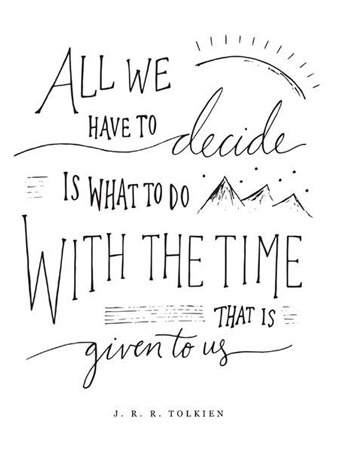 ALL WE
HAVE TO decide
IS WHAT TO DO
WITH THE TIME
THAT IS
given to us
J. R. R. TOLKIEN